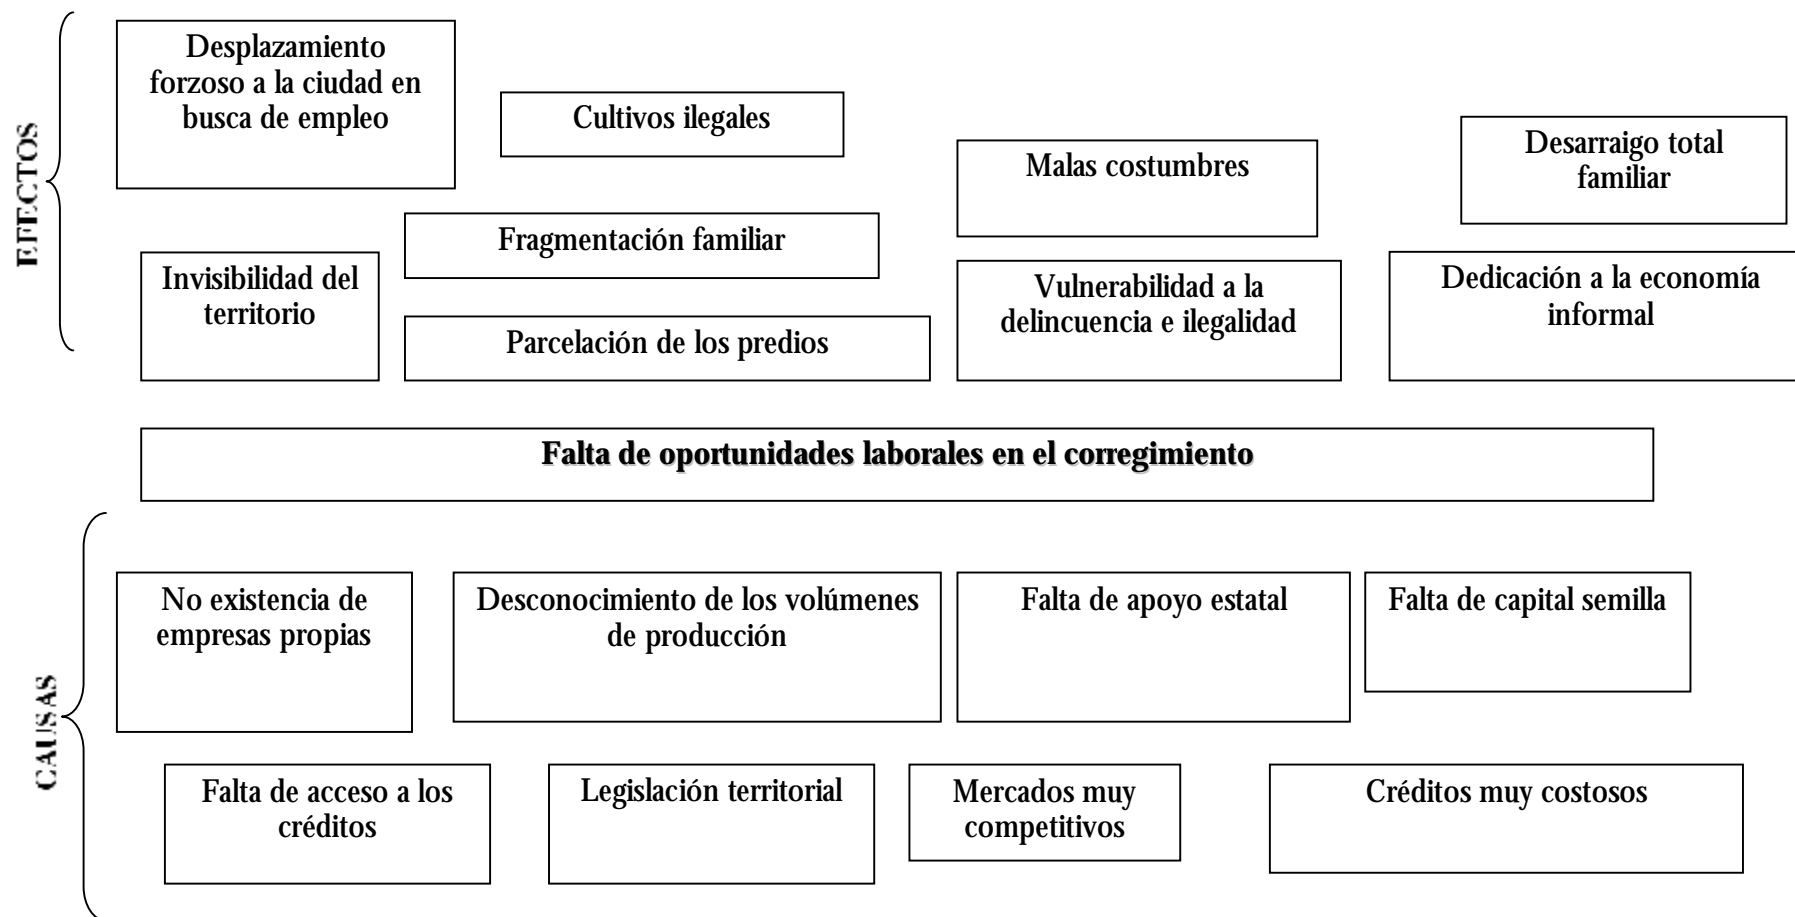 EFECTOS
Desplazamiento
forzoso a la ciudad en
busca de empleo
Cultivos ilegales
Malas costumbres
Desarraigo total
familiar
Fragmentación familiar
Invisibilidad del
territorio
Parcelación de los predios
Vulnerabilidad a la
delincuencia e ilegalidad
Dedicación a la economía
informal
Falta de oportunidades laborales en el corregimiento
CAUSAS
No existencia de
empresas propias
Desconocimiento de los volúmenes
de producción
Falta de apoyo estatal
Falta de capital semilla
Falta de acceso a los
créditos
Legislación territorial
Mercados muy
competitivos
Créditos muy costosos